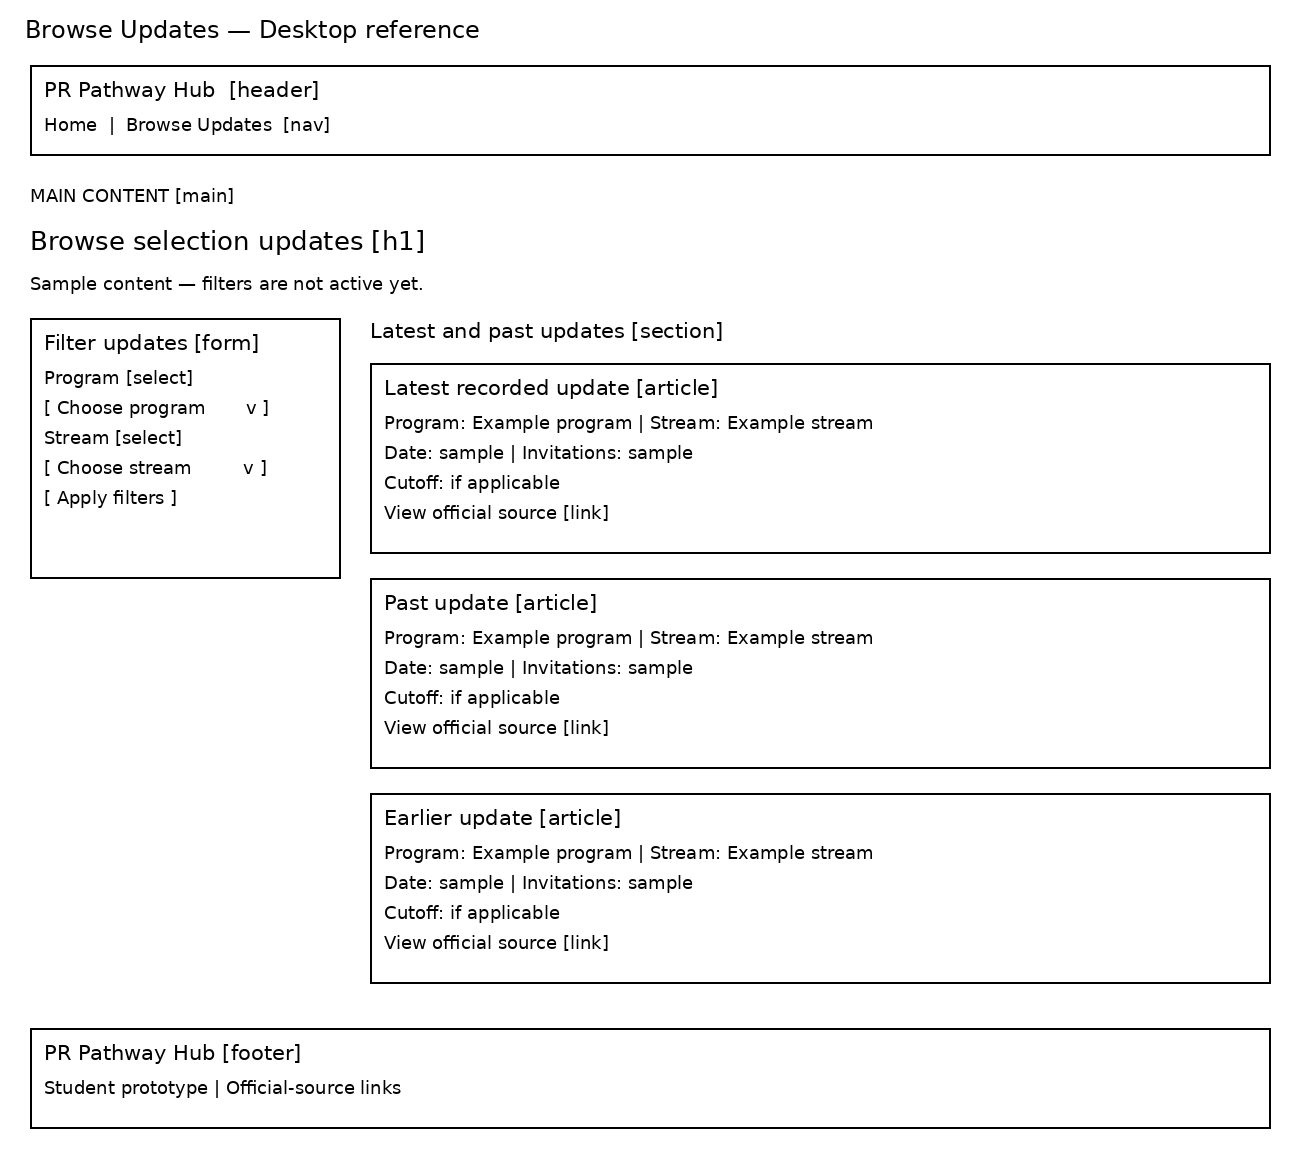 Browse Updates — Desktop reference
PR Pathway Hub [header]
Home | Browse Updates [nav]
MAIN CONTENT [main]
Browse selection updates [h1]
Sample content — filters are not active yet.
Filter updates [form]
Program [select]
[ Choose program v ]
Stream [select]
[ Choose stream v ]
[ Apply filters ]
Latest and past updates [section]
Latest recorded update [article]
Program: Example program | Stream: Example stream
Date: sample | Invitations: sample
Cutoff: if applicable
View official source [link]
Past update [article]
Program: Example program | Stream: Example stream
Date: sample | Invitations: sample
Cutoff: if applicable
View official source [link]
Earlier update [article]
Program: Example program | Stream: Example stream
Date: sample | Invitations: sample
Cutoff: if applicable
View official source [link]
PR Pathway Hub [footer]
Student prototype | Official-source links